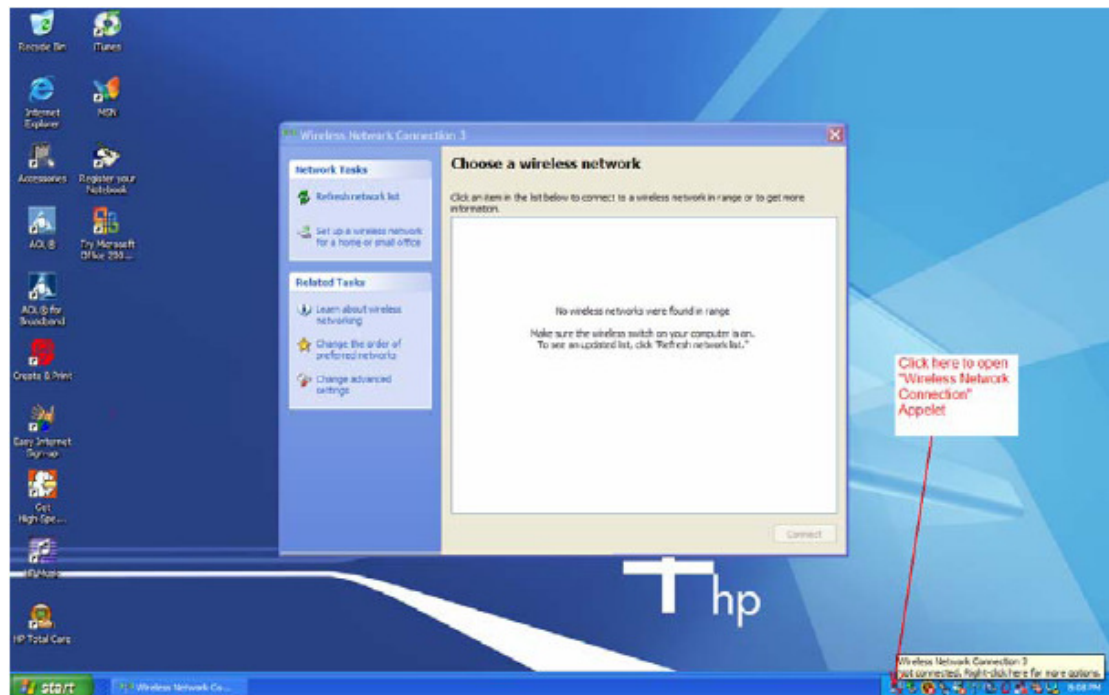 Recycle Bin
iTunes
Internet
Explorer
MSN
Accessories
Register your
Notebook
AOL®
Try Microsoft
Office 200...
AOL® for
Broadband
Create & Print
Easy Internet
Sign-up
Get
High-Spe...
HP Total Care
Wireless Network Connection 3
Network Tasks
Refresh network list
Set up a wireless network
for a home or small office
Related Tasks
Learn about wireless
networking
Change the order of
preferred networks
Change advanced
settings
Choose a wireless network
Click an item in the list below to connect to a wireless network in range or to get more
information.
No wireless networks were found in range
Make sure the wireless switch on your computer is on.
To see an updated list, click "Refresh network list."
Connect
Click here to open
"Wireless Network
Connection"
Appelet
hp
Wireless Network Connection 3
Not connected. Right-click here for more options.
start
Wireless Network Co...
5:08 PM